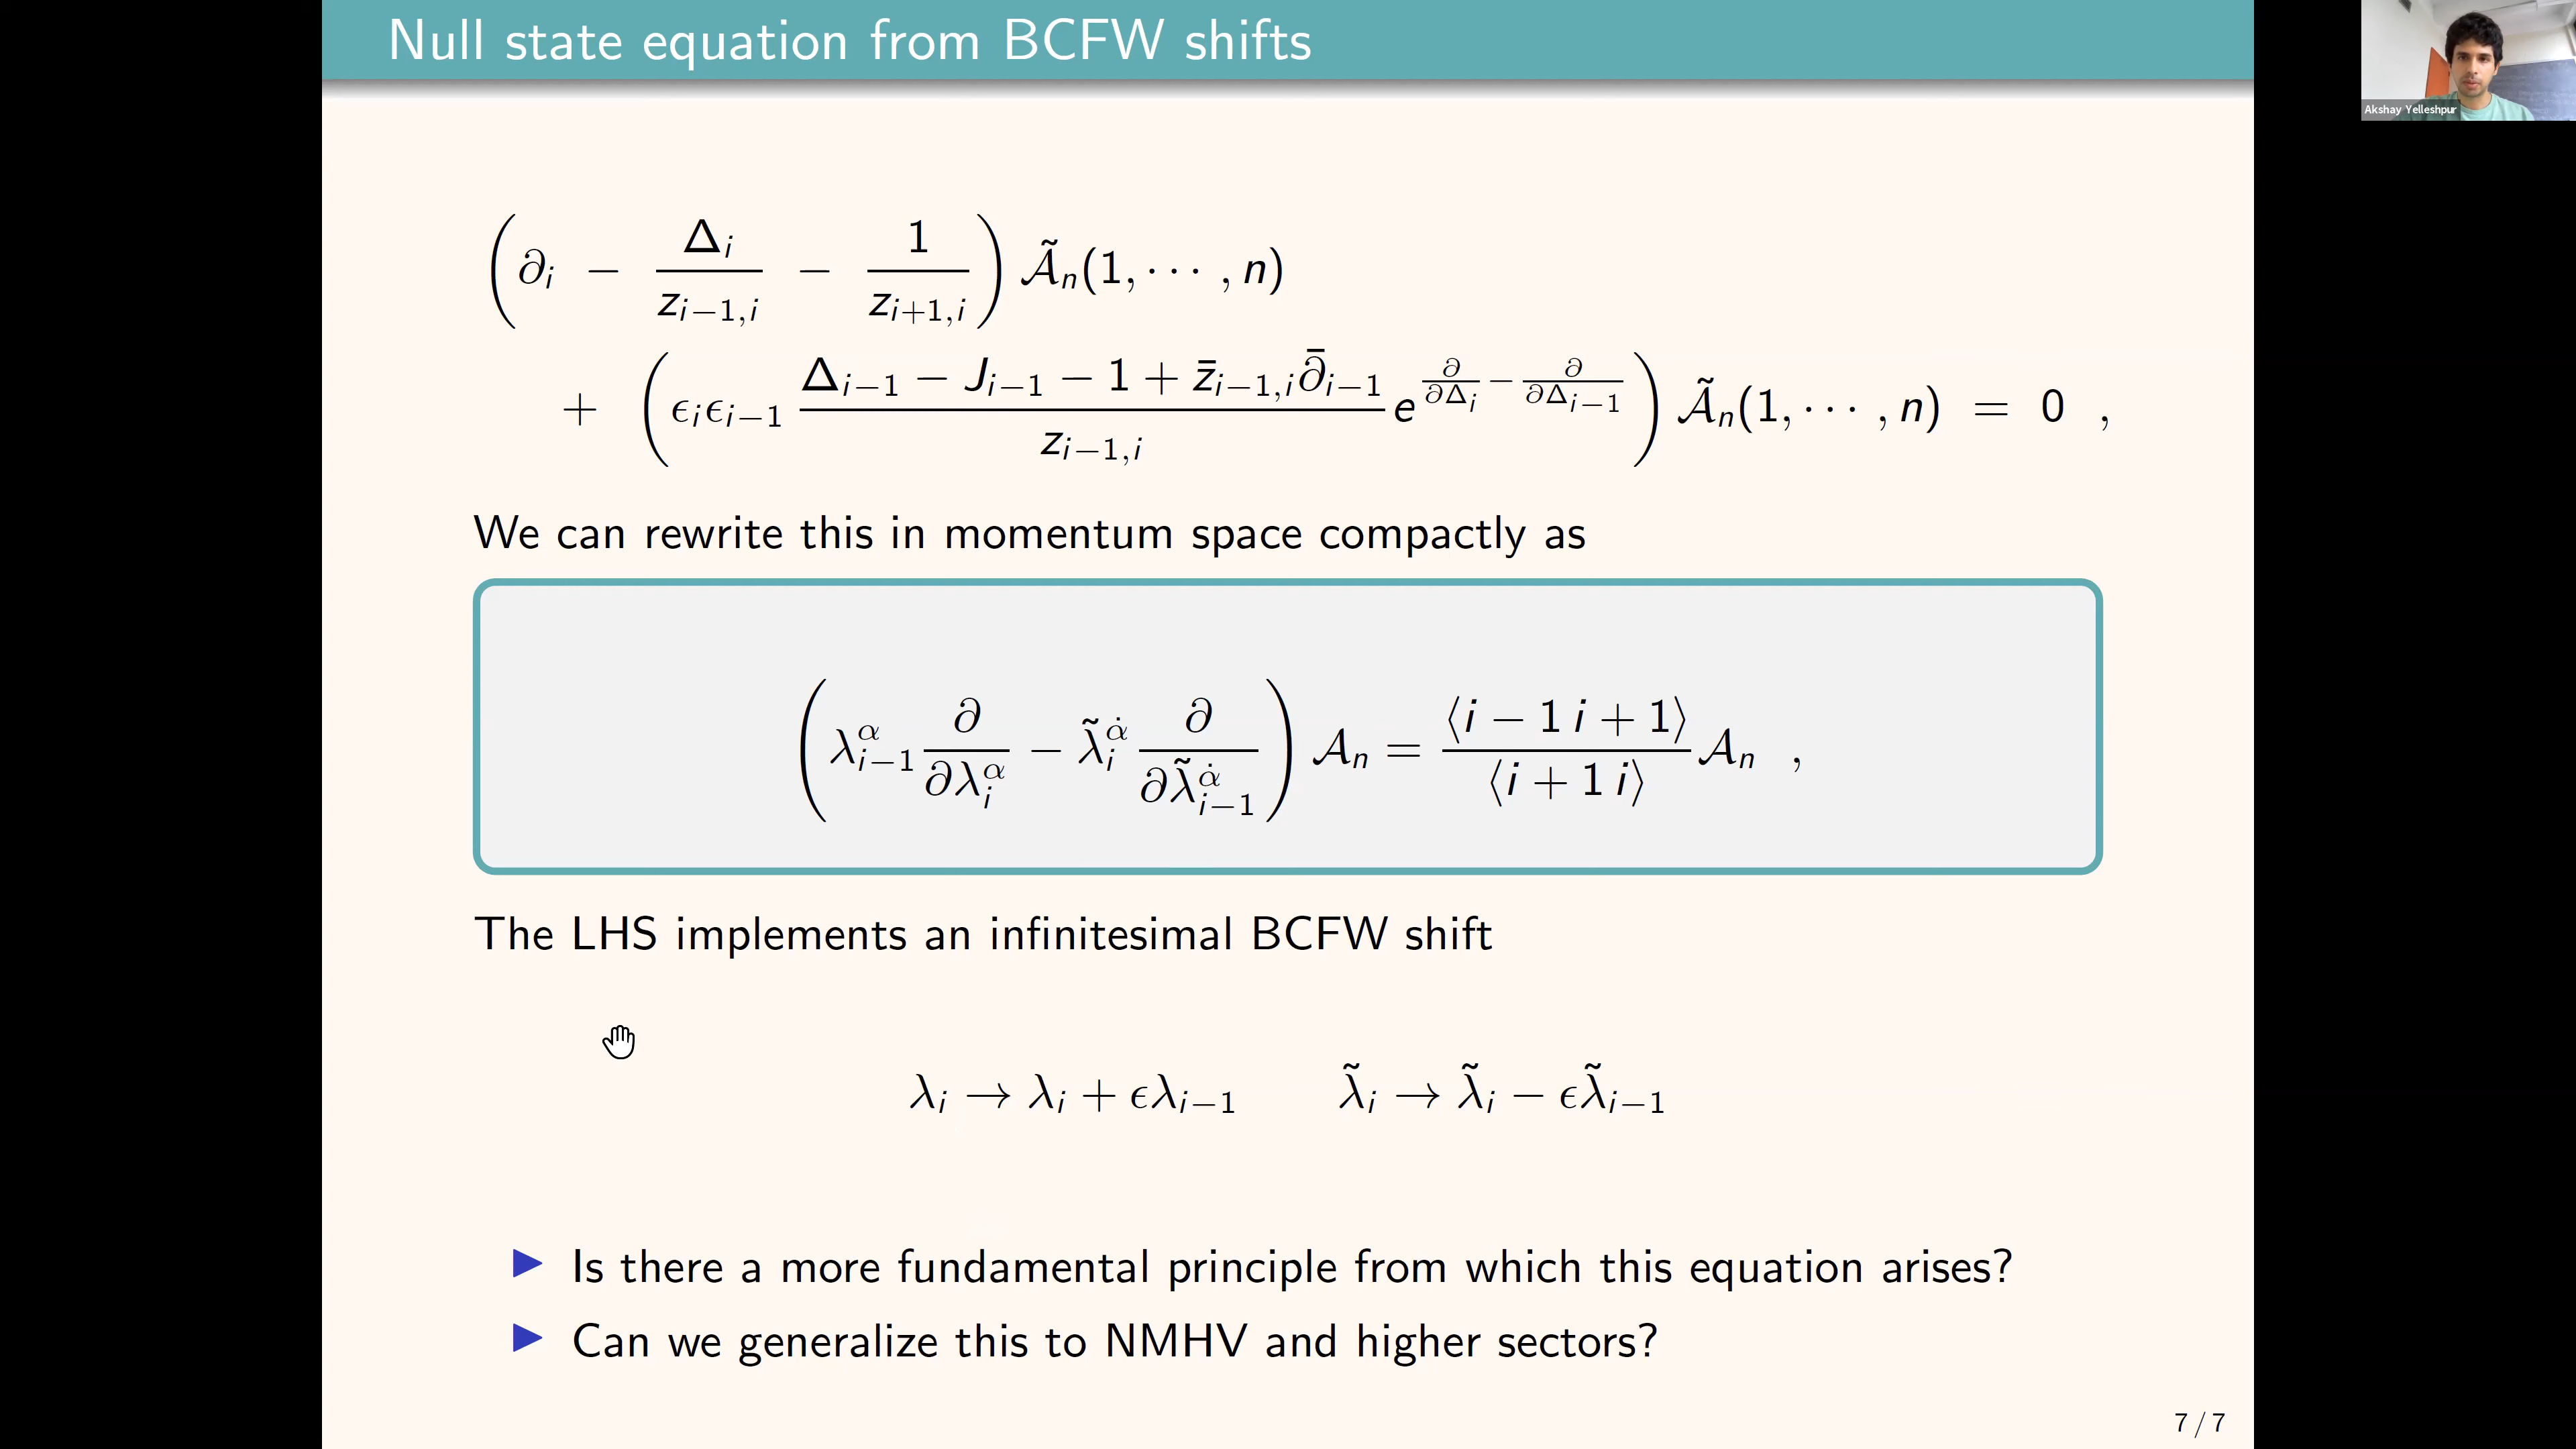 Null state equation from BCFW shifts
Akshay Yelleshpur
(∂_i − Δ_i/z_{i−1,i} − 1/z_{i+1,i}) Ã_n(1, ⋯ , n)
+ (ϵ_i ϵ_{i−1} (Δ_{i−1} − J_{i−1} − 1 + z̄_{i−1,i} ∂̄_{i−1})/z_{i−1,i} e^{∂/∂Δ_i − ∂/∂Δ_{i−1}}) Ã_n(1, ⋯ , n) = 0 ,
We can rewrite this in momentum space compactly as
(λ^α_{i−1} ∂/∂λ^α_i − λ̃^α̇_i ∂/∂λ̃^α̇_{i−1}) A_n = ⟨i − 1 i + 1⟩/⟨i + 1 i⟩ A_n ,
The LHS implements an infinitesimal BCFW shift
λ_i → λ_i + ϵλ_{i−1} λ̃_i → λ̃_i − ϵλ̃_{i−1}
▶ Is there a more fundamental principle from which this equation arises?
▶ Can we generalize this to NMHV and higher sectors?
7 / 7